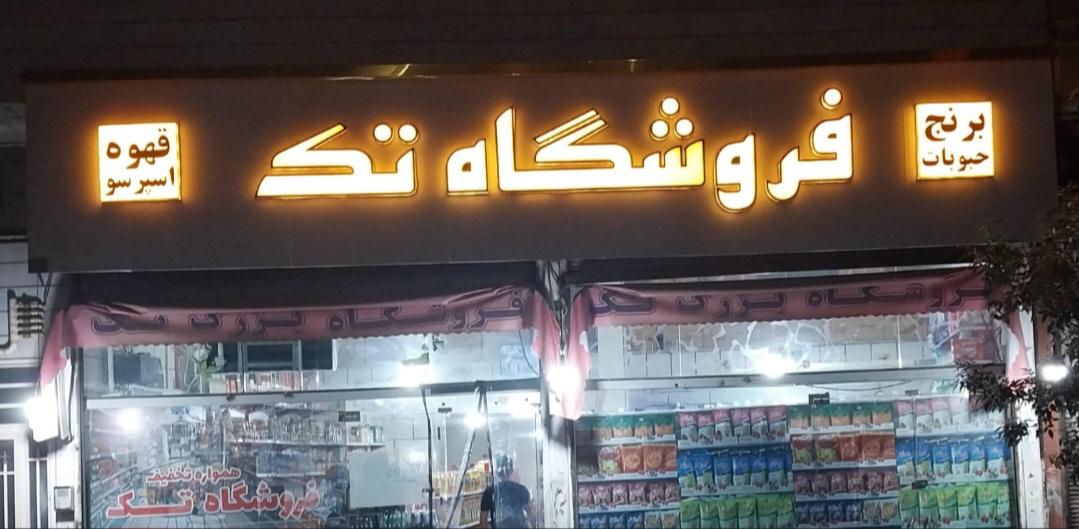 برنج
حبوبات
فروشگاه تک
قهوه
اسپرسو
فروشگاه بزرگ تک
فروشگاه بزرگ تک
همواره تخفیف
فروشگاه تک